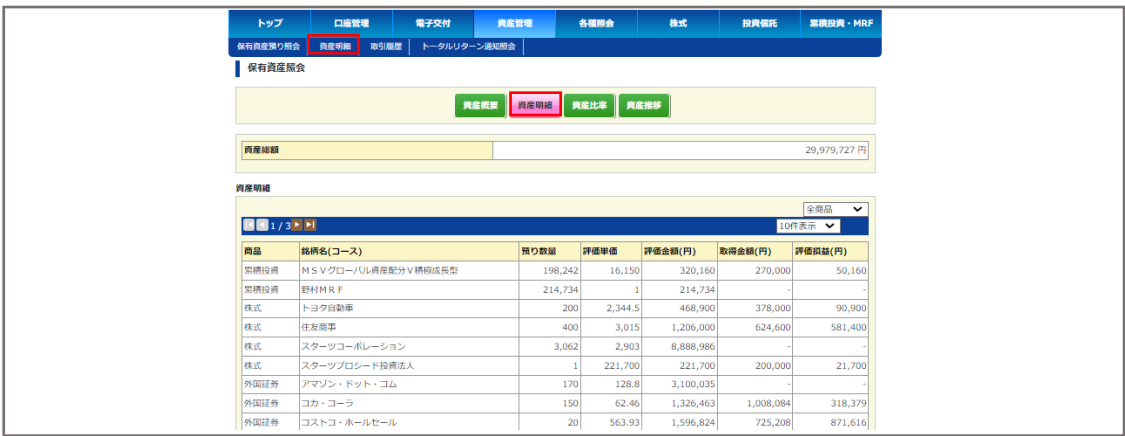 トップ 口座管理 電子交付 資産管理 各種照会 株式 投資信託 累積投資・MRF
保有資産預り照会 資産明細 取引履歴 トータルリターン通知照会
保有資産照会
資産概要 資産明細 資産比率 資産推移
資産総額 29,979,727 円
資産明細
全商品
1 / 3 10件表示
商品 銘柄名(コース) 預り数量 評価単価 評価金額(円) 取得金額(円) 評価損益(円)
累積投資 ＭＳＶグローバル資産配分Ｖ積極成長型 198,242 16,150 320,160 270,000 50,160
累積投資 野村ＭＲＦ 214,734 1 214,734 - -
株式 トヨタ自動車 200 2,344.5 468,900 378,000 90,900
株式 住友商事 400 3,015 1,206,000 624,600 581,400
株式 スターツコーポレーション 3,062 2,903 8,888,986 - -
株式 スターツプロシード投資法人 1 221,700 221,700 200,000 21,700
外国証券 アマゾン・ドット・コム 170 128.8 3,100,035 - -
外国証券 コカ・コーラ 150 62.46 1,326,463 1,008,084 318,379
外国証券 コストコ・ホールセール 20 563.93 1,596,824 725,208 871,616